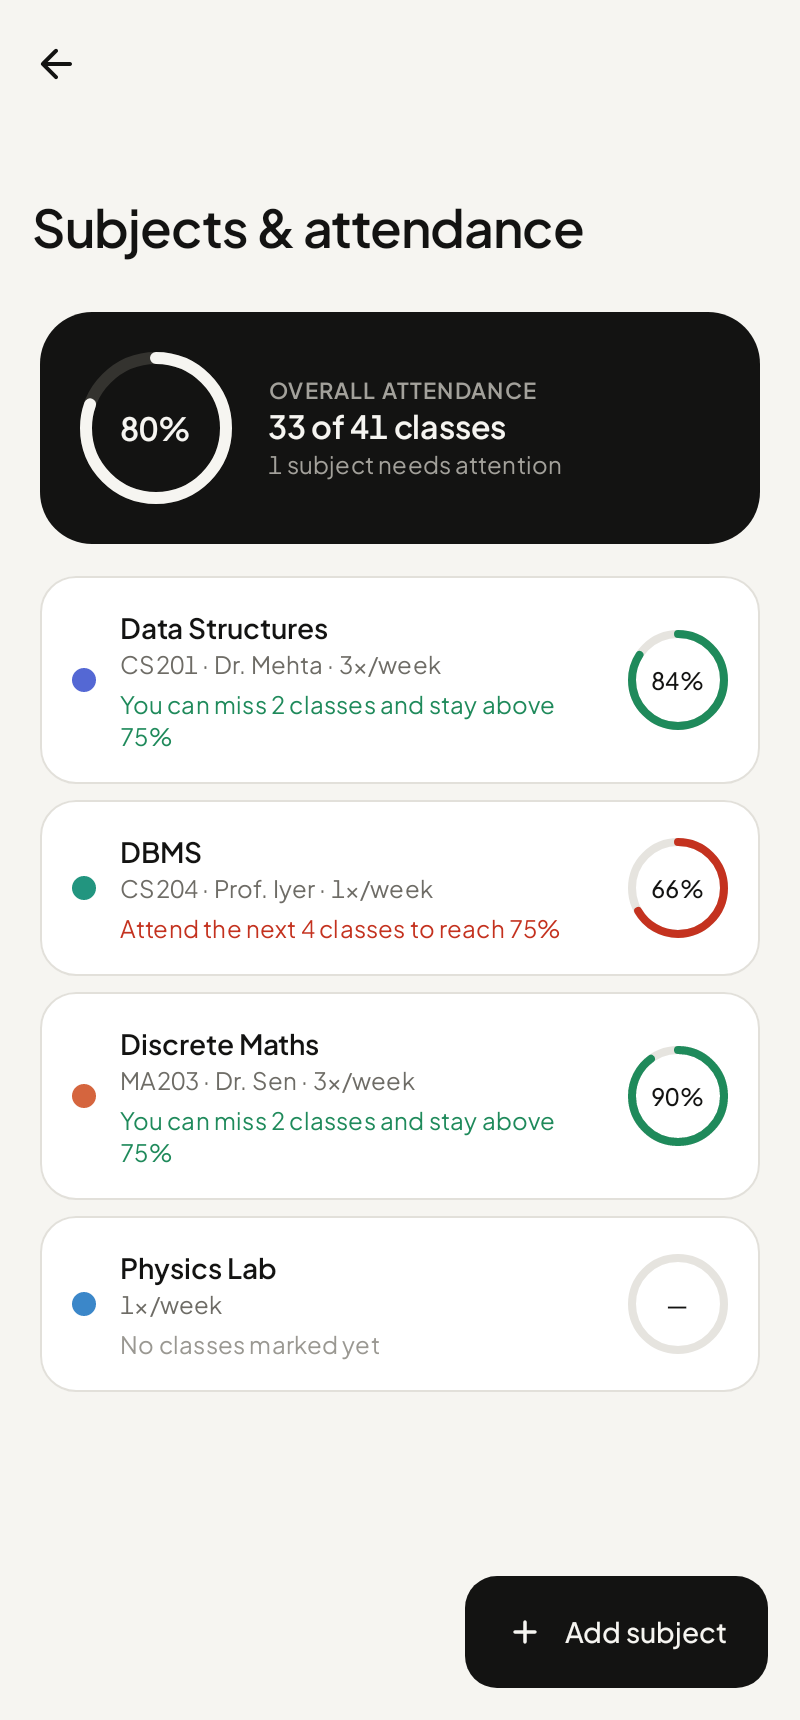 Subjects & attendance
80%
OVERALL ATTENDANCE
33 of 41 classes
1 subject needs attention
Data Structures
CS201 · Dr. Mehta · 3×/week
You can miss 2 classes and stay above
75%
84%
DBMS
CS204 · Prof. Iyer · 1×/week
Attend the next 4 classes to reach 75%
66%
Discrete Maths
MA203 · Dr. Sen · 3×/week
You can miss 2 classes and stay above
75%
90%
Physics Lab
1×/week
No classes marked yet
–
+ Add subject